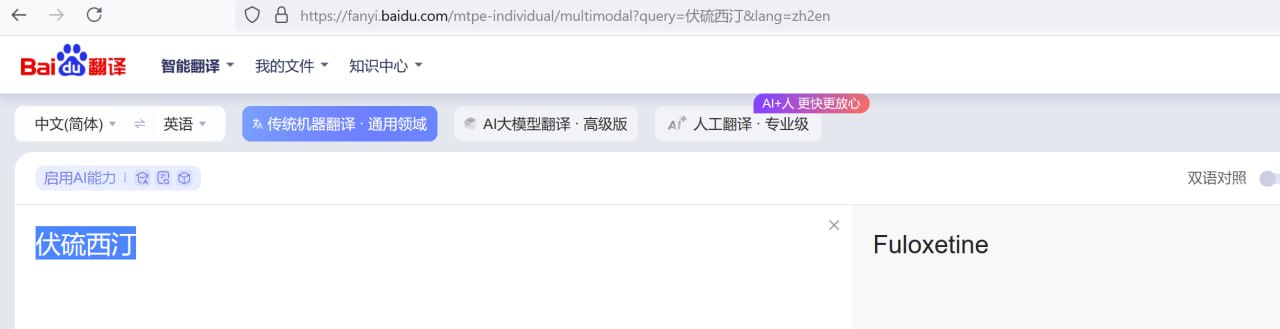 https://fanyi.baidu.com/mtpe-individual/multimodal?query=伏硫西汀&lang=zh2en
Bai du 翻译 智能翻译 我的文件 知识中心
AI+人 更快更放心
中文(简体) 英语 传统机器翻译 · 通用领域 AI大模型翻译 · 高级版 AI+ 人工翻译 · 专业级
启用AI能力 双语对照
伏硫西汀 Fuloxetine